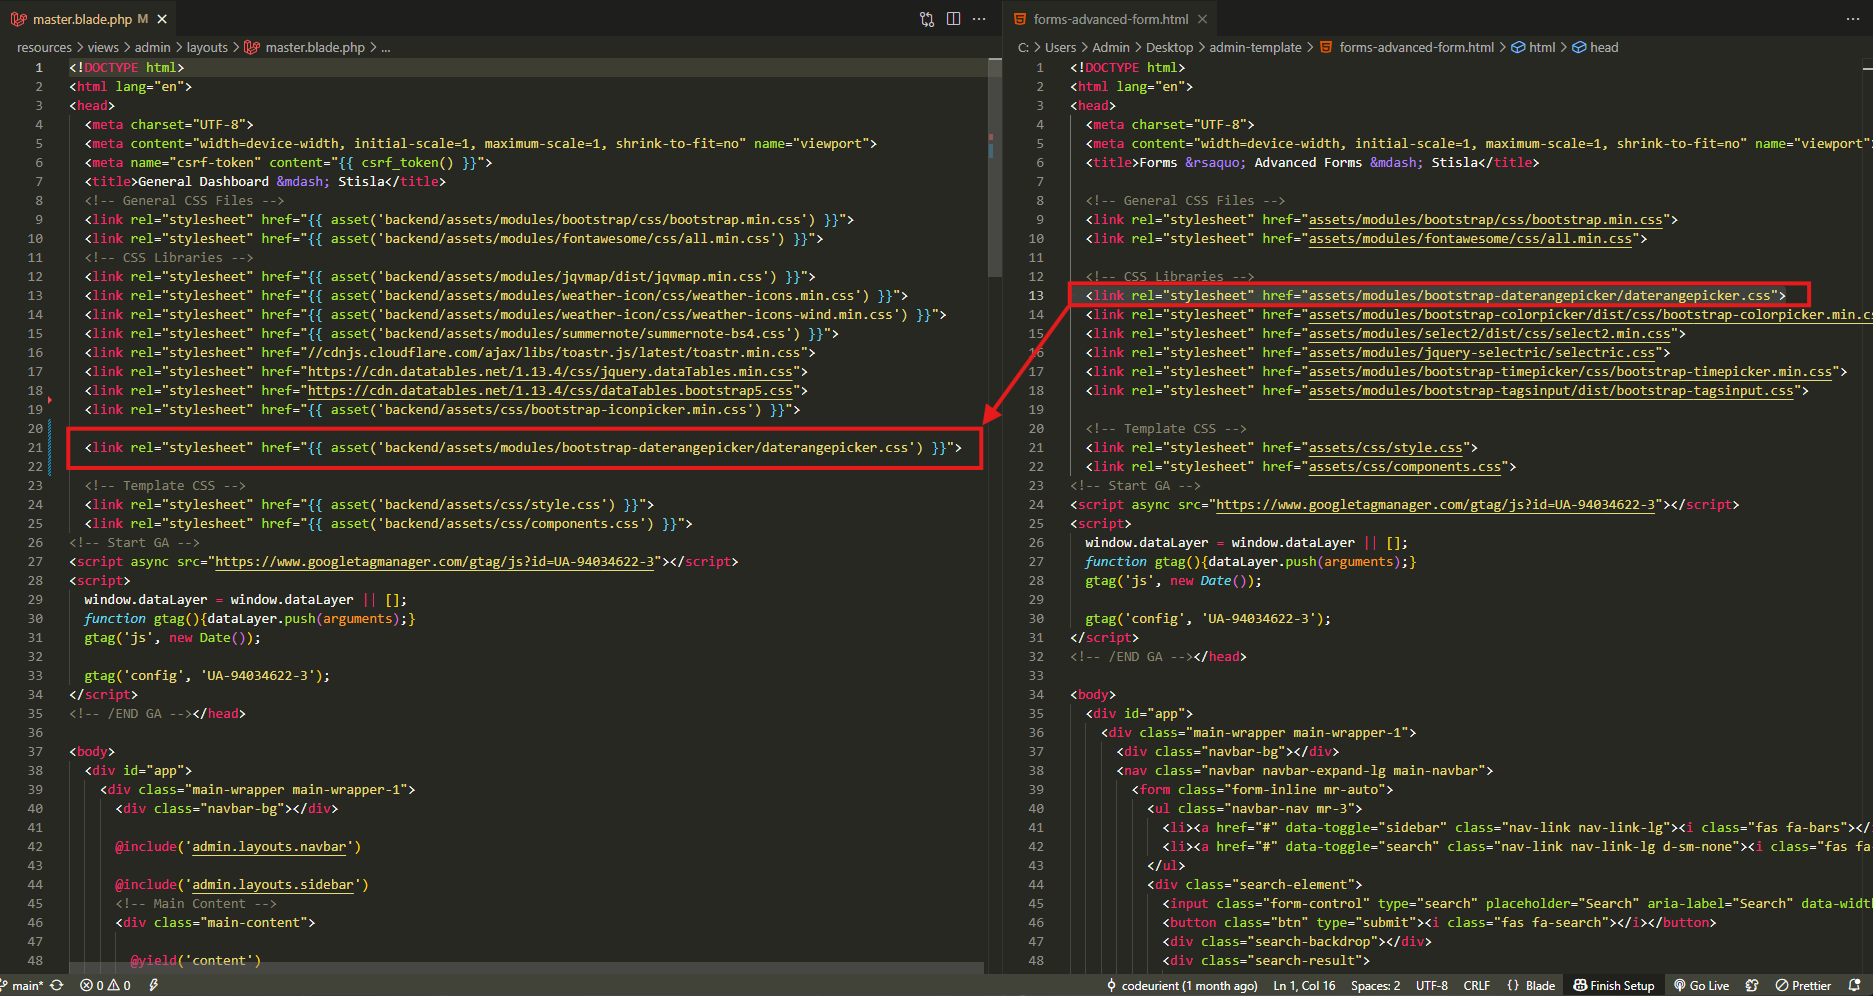 master.blade.php M
resources > views > admin > layouts > master.blade.php > ...
1 <!DOCTYPE html>
2 <html lang="en">
3 <head>
4 <meta charset="UTF-8">
5 <meta content="width=device-width, initial-scale=1, maximum-scale=1, shrink-to-fit=no" name="viewport">
6 <meta name="csrf-token" content="{{ csrf_token() }}">
7 <title>General Dashboard &mdash; Stisla</title>
8 <!-- General CSS Files -->
9 <link rel="stylesheet" href="{{ asset('backend/assets/modules/bootstrap/css/bootstrap.min.css') }}">
10 <link rel="stylesheet" href="{{ asset('backend/assets/modules/fontawesome/css/all.min.css') }}">
11 <!-- CSS Libraries -->
12 <link rel="stylesheet" href="{{ asset('backend/assets/modules/jqvmap/dist/jqvmap.min.css') }}">
13 <link rel="stylesheet" href="{{ asset('backend/assets/modules/weather-icon/css/weather-icons.min.css') }}">
14 <link rel="stylesheet" href="{{ asset('backend/assets/modules/weather-icon/css/weather-icons-wind.min.css') }}">
15 <link rel="stylesheet" href="{{ asset('backend/assets/modules/summernote/summernote-bs4.css') }}">
16 <link rel="stylesheet" href="//cdnjs.cloudflare.com/ajax/libs/toastr.js/latest/toastr.min.css">
17 <link rel="stylesheet" href="https://cdn.datatables.net/1.13.4/css/jquery.dataTables.min.css">
18 <link rel="stylesheet" href="https://cdn.datatables.net/1.13.4/css/dataTables.bootstrap5.css">
19 <link rel="stylesheet" href="{{ asset('backend/assets/css/bootstrap-iconpicker.min.css') }}">
20
21 <link rel="stylesheet" href="{{ asset('backend/assets/modules/bootstrap-daterangepicker/daterangepicker.css') }}">
22
23 <!-- Template CSS -->
24 <link rel="stylesheet" href="{{ asset('backend/assets/css/style.css') }}">
25 <link rel="stylesheet" href="{{ asset('backend/assets/css/components.css') }}">
26 <!-- Start GA -->
27 <script async src="https://www.googletagmanager.com/gtag/js?id=UA-94034622-3"></script>
28 <script>
29 window.dataLayer = window.dataLayer || [];
30 function gtag(){dataLayer.push(arguments);}
31 gtag('js', new Date());
32
33 gtag('config', 'UA-94034622-3');
34 </script>
35 <!-- /END GA --></head>
36
37 <body>
38 <div id="app">
39 <div class="main-wrapper main-wrapper-1">
40 <div class="navbar-bg"></div>
41
42 @include('admin.layouts.navbar')
43
44 @include('admin.layouts.sidebar')
45 <!-- Main Content -->
46 <div class="main-content">
47
48 @yield('content')
forms-advanced-form.html
C: > Users > Admin > Desktop > admin-template > forms-advanced-form.html > html > head
1 <!DOCTYPE html>
2 <html lang="en">
3 <head>
4 <meta charset="UTF-8">
5 <meta content="width=device-width, initial-scale=1, maximum-scale=1, shrink-to-fit=no" name="viewport">
6 <title>Forms &rsaquo; Advanced Forms &mdash; Stisla</title>
7
8 <!-- General CSS Files -->
9 <link rel="stylesheet" href="assets/modules/bootstrap/css/bootstrap.min.css">
10 <link rel="stylesheet" href="assets/modules/fontawesome/css/all.min.css">
11
12 <!-- CSS Libraries -->
13 <link rel="stylesheet" href="assets/modules/bootstrap-daterangepicker/daterangepicker.css">
14 <link rel="stylesheet" href="assets/modules/bootstrap-colorpicker/dist/css/bootstrap-colorpicker.min.cs
15 <link rel="stylesheet" href="assets/modules/select2/dist/css/select2.min.css">
16 <link rel="stylesheet" href="assets/modules/jquery-selectric/selectric.css">
17 <link rel="stylesheet" href="assets/modules/bootstrap-timepicker/css/bootstrap-timepicker.min.css">
18 <link rel="stylesheet" href="assets/modules/bootstrap-tagsinput/dist/bootstrap-tagsinput.css">
19
20 <!-- Template CSS -->
21 <link rel="stylesheet" href="assets/css/style.css">
22 <link rel="stylesheet" href="assets/css/components.css">
23 <!-- Start GA -->
24 <script async src="https://www.googletagmanager.com/gtag/js?id=UA-94034622-3"></script>
25 <script>
26 window.dataLayer = window.dataLayer || [];
27 function gtag(){dataLayer.push(arguments);}
28 gtag('js', new Date());
29
30 gtag('config', 'UA-94034622-3');
31 </script>
32 <!-- /END GA --></head>
33
34 <body>
35 <div id="app">
36 <div class="main-wrapper main-wrapper-1">
37 <div class="navbar-bg"></div>
38 <nav class="navbar navbar-expand-lg main-navbar">
39 <form class="form-inline mr-auto">
40 <ul class="navbar-nav mr-3">
41 <li><a href="#" data-toggle="sidebar" class="nav-link nav-link-lg"><i class="fas fa-bars"></
42 <li><a href="#" data-toggle="search" class="nav-link nav-link-lg d-sm-none"><i class="fas fa-
43 </ul>
44 <div class="search-element">
45 <input class="form-control" type="search" placeholder="Search" aria-label="Search" data-width
46 <button class="btn" type="submit"><i class="fas fa-search"></i></button>
47 <div class="search-backdrop"></div>
48 <div class="search-result">
main* 0 0 codeurient (1 month ago) Ln 1, Col 16 Spaces: 2 UTF-8 CRLF {} Blade Finish Setup Go Live Prettier